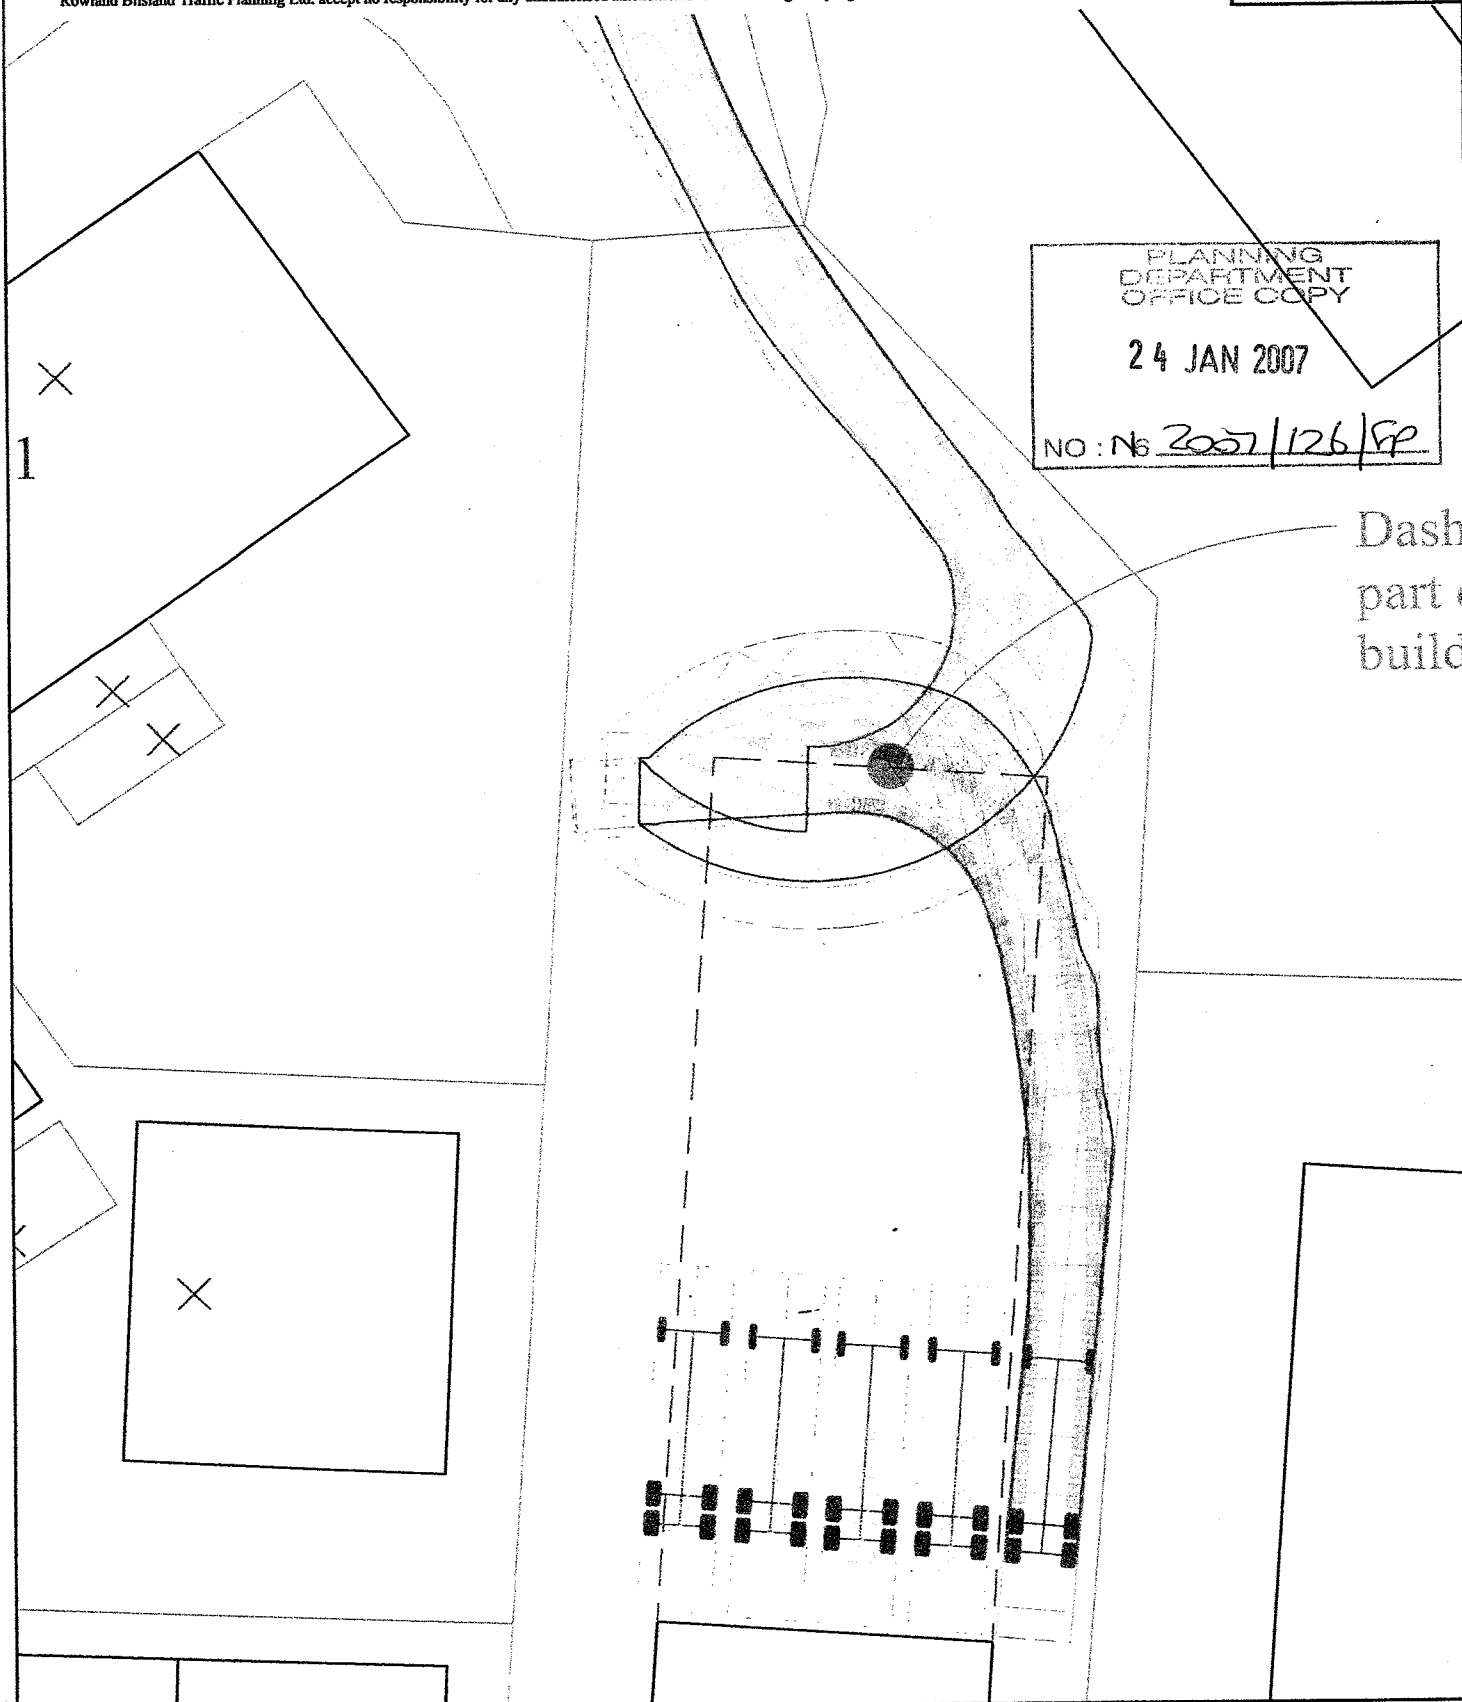 Rowland Bilsland Traffic Planning Ltd. accept no responsibility for any
PLANNING
DEPARTMENT
OFFICE COPY
24 JAN 2007
NO : N6 2007/126/FP
1
Dash
part
build